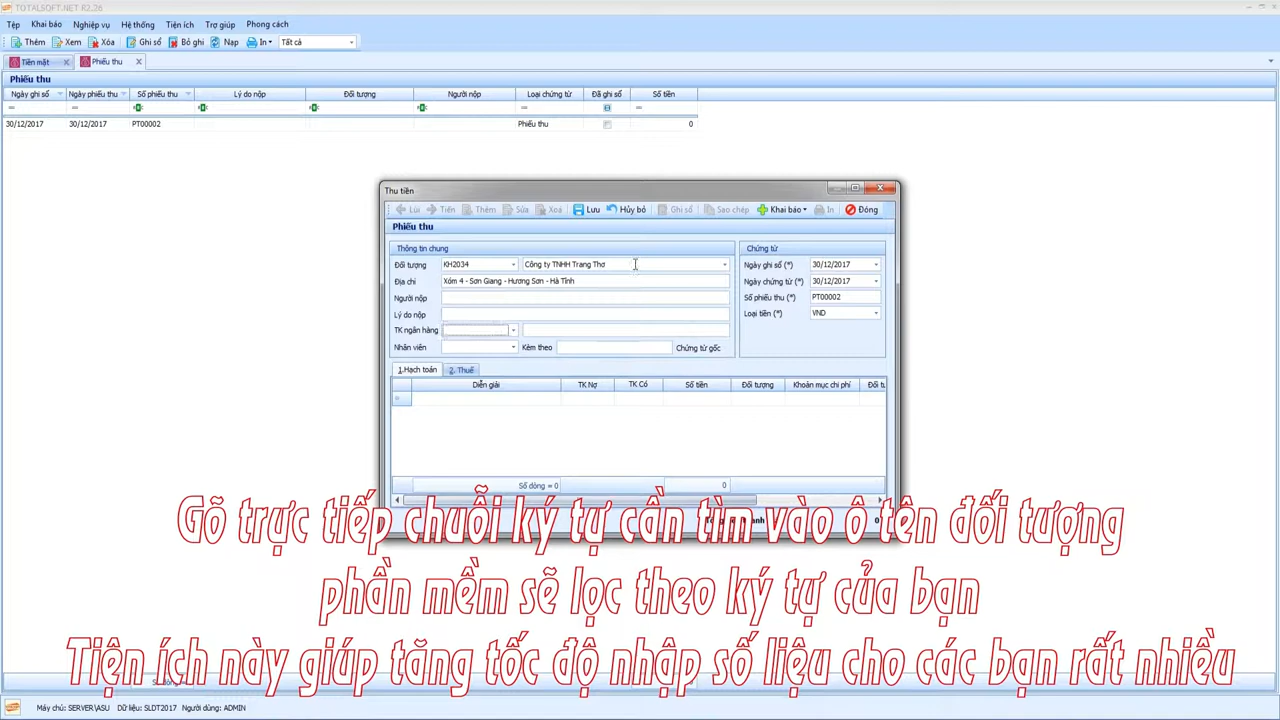 TOTALSOFT.NET R2.26
Tệp Khai báo Nghiệp vụ Hệ thống Tiện ích Trợ giúp Phong cách
Thêm Xem Xóa Ghi sổ Bỏ ghi Nạp In Tất cả
Tiền mặt Phiếu thu
Phiếu thu
Ngày ghi sổ Ngày phiếu thu Số phiếu thu Lý do nộp Đối tượng Người nộp Loại chứng từ Đã ghi sổ Số tiền
30/12/2017 30/12/2017 PT00002 Phiếu thu 0
Thu tiền
Lùi Tiến Thêm Sửa Xoá Lưu Hủy bỏ Ghi sổ Sao chép Khai báo In Đóng
Phiếu thu
Thông tin chung Chứng từ
Đối tượng KH2034 Công ty TNHH Trang Thơ Ngày ghi sổ (*) 30/12/2017
Địa chỉ Xóm 4 - Sơn Giang - Hương Sơn - Hà Tĩnh Ngày chứng từ (*) 30/12/2017
Người nộp Số phiếu thu (*) PT00002
Lý do nộp Loại tiền (*) VND
TK ngân hàng
Nhân viên Kèm theo Chứng từ gốc
1.Hạch toán 2. Thuế
Diễn giải TK Nợ TK Có Số tiền Đối tượng Khoản mục chi phí
Số dòng = 0 0
Gõ trực tiếp chuỗi ký tự cần tìm vào ô tên đối tượng
phần mềm sẽ lọc theo ký tự của bạn
Tiện ích này giúp tăng tốc độ nhập số liệu cho các bạn rất nhiều
Máy chủ: SERVER\ASU Dữ liệu: SLDT2017 Người dùng: ADMIN